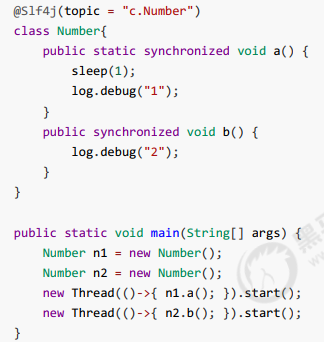 @Slf4j(topic = "c.Number")
class Number{
    public static synchronized void a() {
        sleep(1);
        log.debug("1");
    }
    public synchronized void b() {
        log.debug("2");
    }
}

public static void main(String[] args) {
    Number n1 = new Number();
    Number n2 = new Number();
    new Thread(()->{ n1.a(); }).start();
    new Thread(()->{ n2.b(); }).start();
}